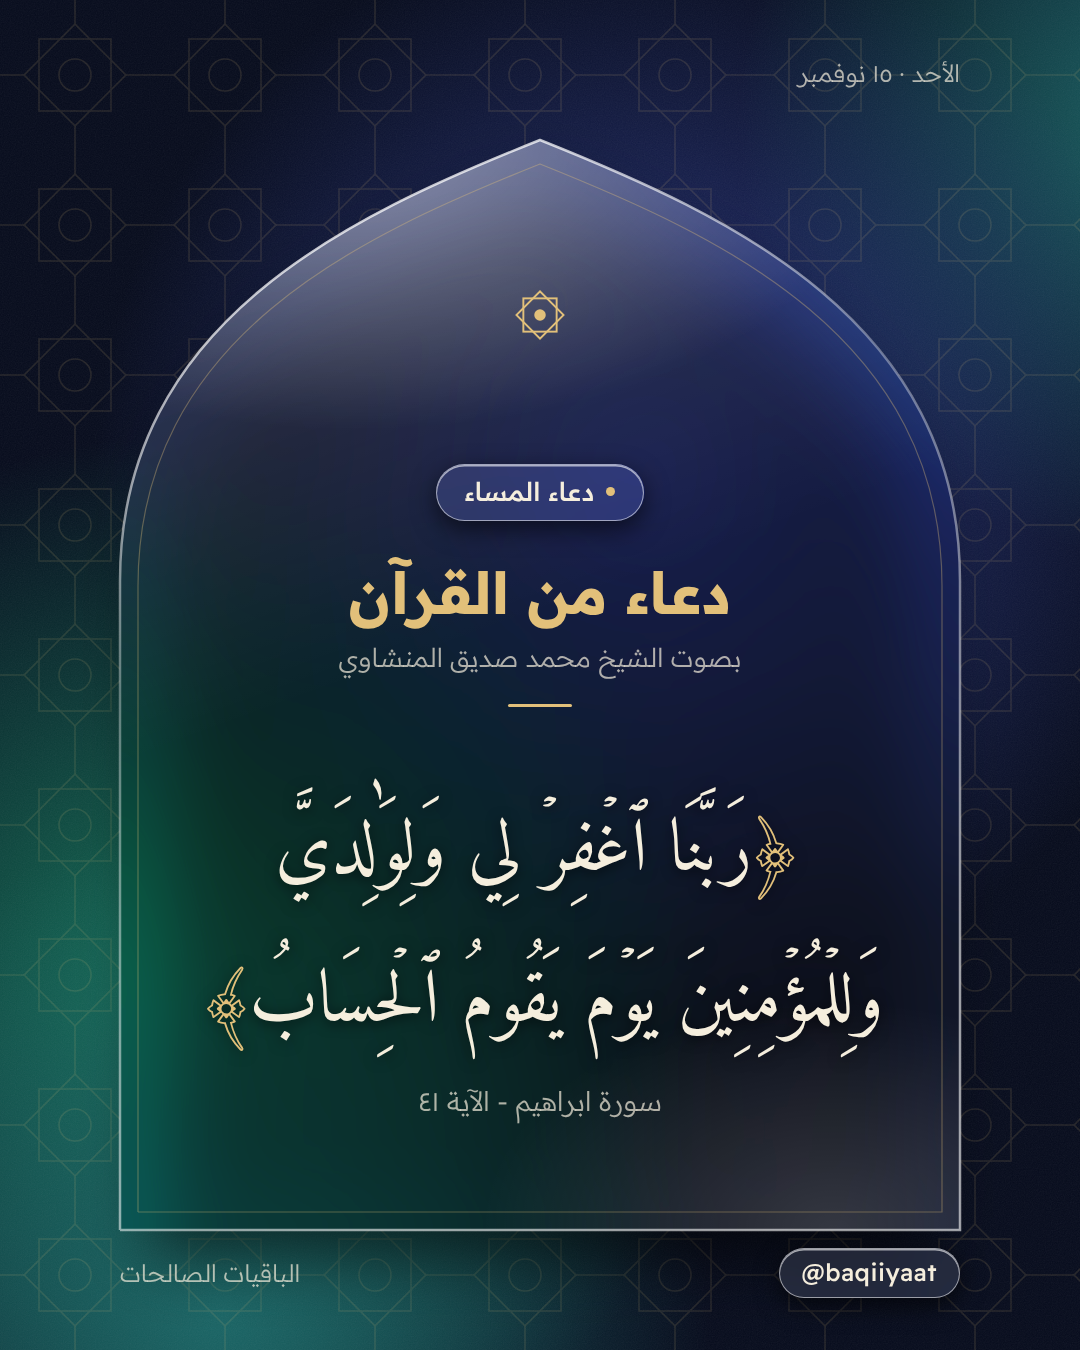 الأحد · ١٥ نوفمبر
دعاء المساء
دعاء من القرآن
بصوت الشيخ محمد صديق المنشاوي
﴿رَبَّنَا ٱغۡفِرۡ لِي وَلِوَٰلِدَيَّ
وَلِلۡمُؤۡمِنِينَ يَوۡمَ يَقُومُ ٱلۡحِسَابُ﴾
سورة ابراهيم - الآية ٤١
@baqiiyaat
الباقيات الصالحات